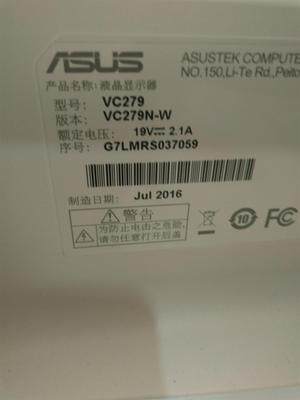 ASUS
ASUSTEK COMPUTE
NO.150,Li-Te Rd.,Peito
产品名称: 液晶显示器
型号: VC279
版本: VC279N-W
额定电压: 19V⎓ 2.1A
序号: G7LMRS037059
制造日期: Jul 2016
警告
为防止电击之危险,
请勿任意打开后盖
10
FC